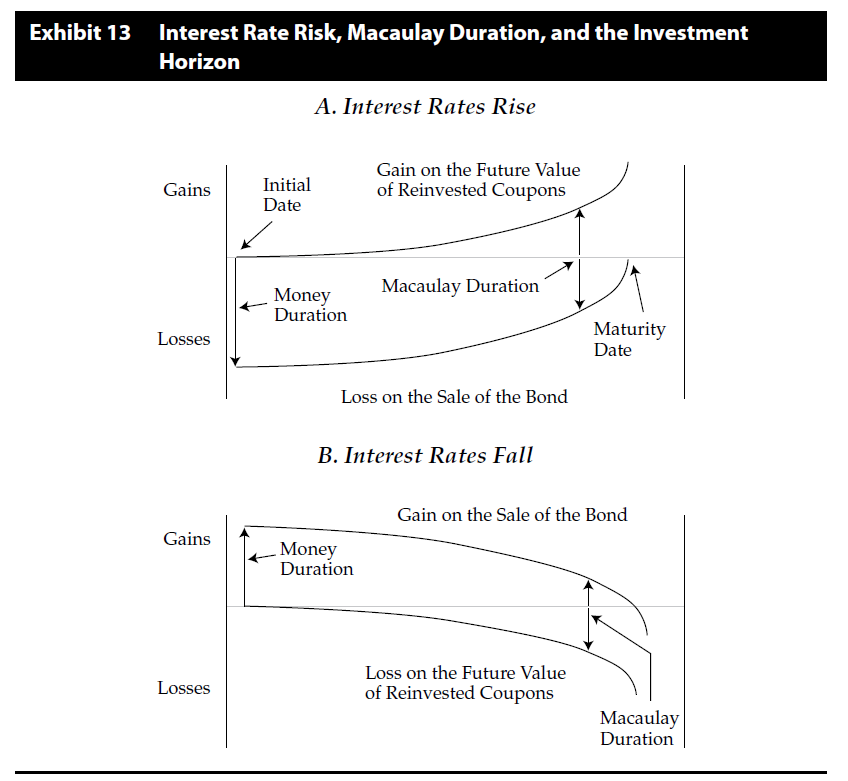 Exhibit 13 Interest Rate Risk, Macaulay Duration, and the Investment
Horizon
A. Interest Rates Rise
Gains
Initial
Date
Gain on the Future Value
of Reinvested Coupons
Money
Duration
Macaulay Duration
Losses
Maturity
Date
Loss on the Sale of the Bond
B. Interest Rates Fall
Gain on the Sale of the Bond
Gains
Money
Duration
Loss on the Future Value
of Reinvested Coupons
Losses
Macaulay
Duration